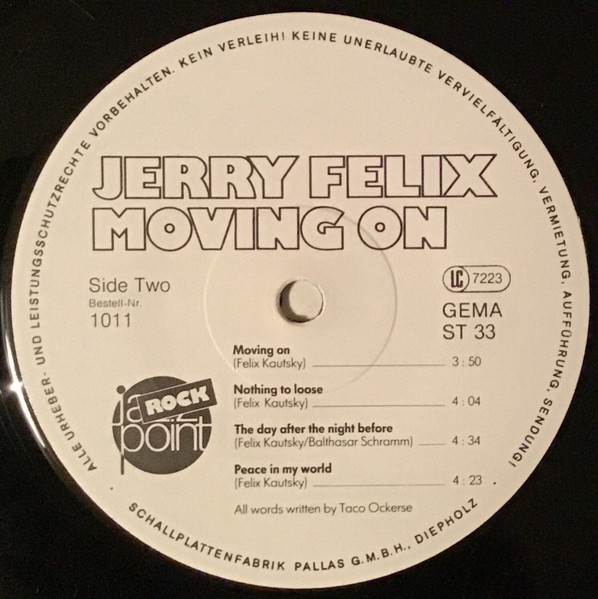 ALLE URHEBER- UND LEISTUNGSSCHUTZRECHTE VORBEHALTEN. KEIN VERLEIH! KEINE UNERLAUBTE VERVIELFÄLTIGUNG, VERMIETUNG, AUFFÜHRUNG, SENDUNG!
JERRY FELIX
MOVING ON
Side Two
Bestell-Nr.
1011
LC 7223
GEMA
ST 33
Moving on
(Felix Kautsky) 3:50
Nothing to loose
(Felix Kautsky) 4:04
The day after the night before
(Felix Kautsky/Balthasar Schramm) 4:34
Peace in my world
(Felix Kautsky) 4:23
All words written by Taco Ockerse
ja
ROCK
point
SCHALLPLATTENFABRIK PALLAS G.M.B.H., DIEPHOLZ